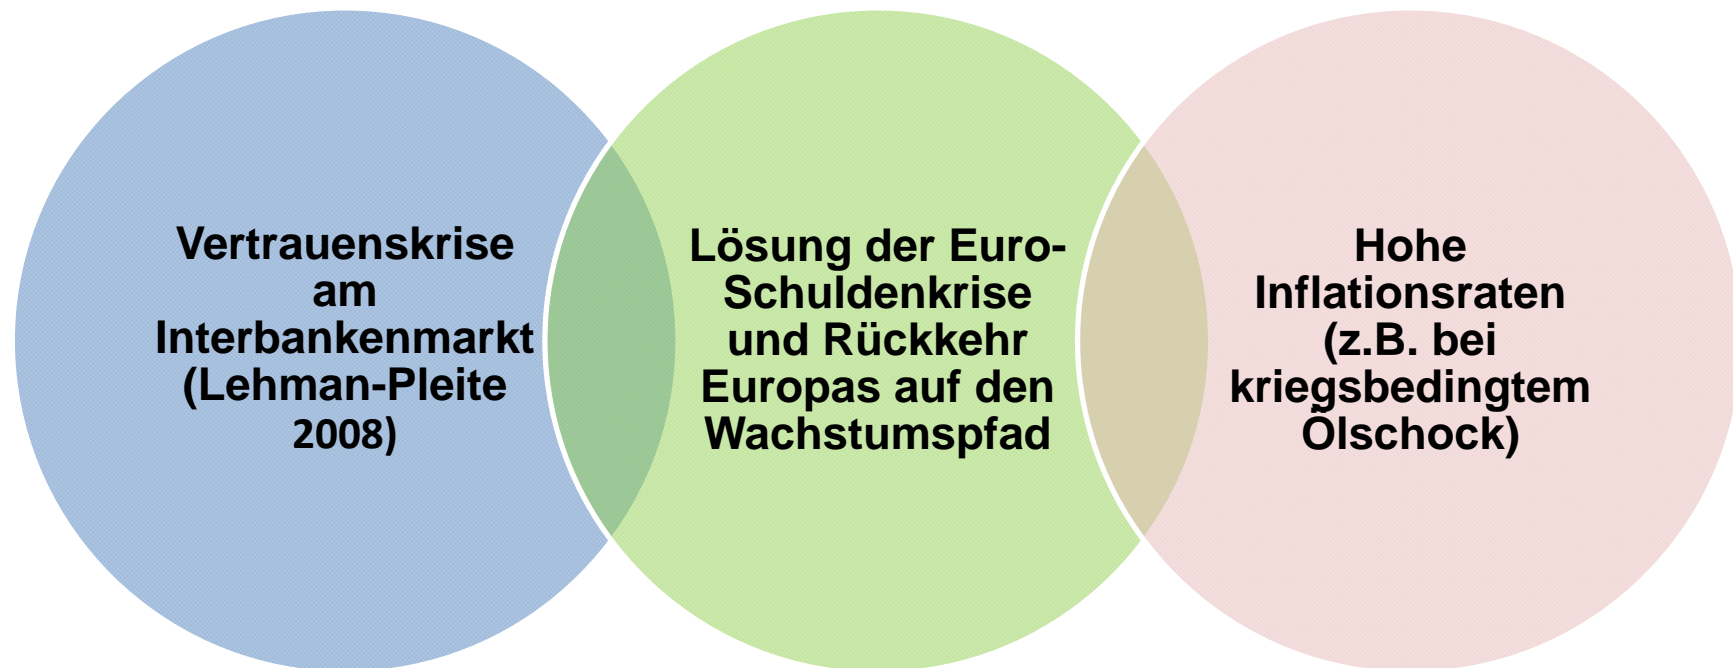 Vertrauenskrise
am
Interbankenmarkt
(Lehman-Pleite
2008)
Lösung der Euro-
Schuldenkrise
und Rückkehr
Europas auf den
Wachstumspfad
Hohe
Inflationsraten
(z.B. bei
kriegsbedingtem
Ölschock)